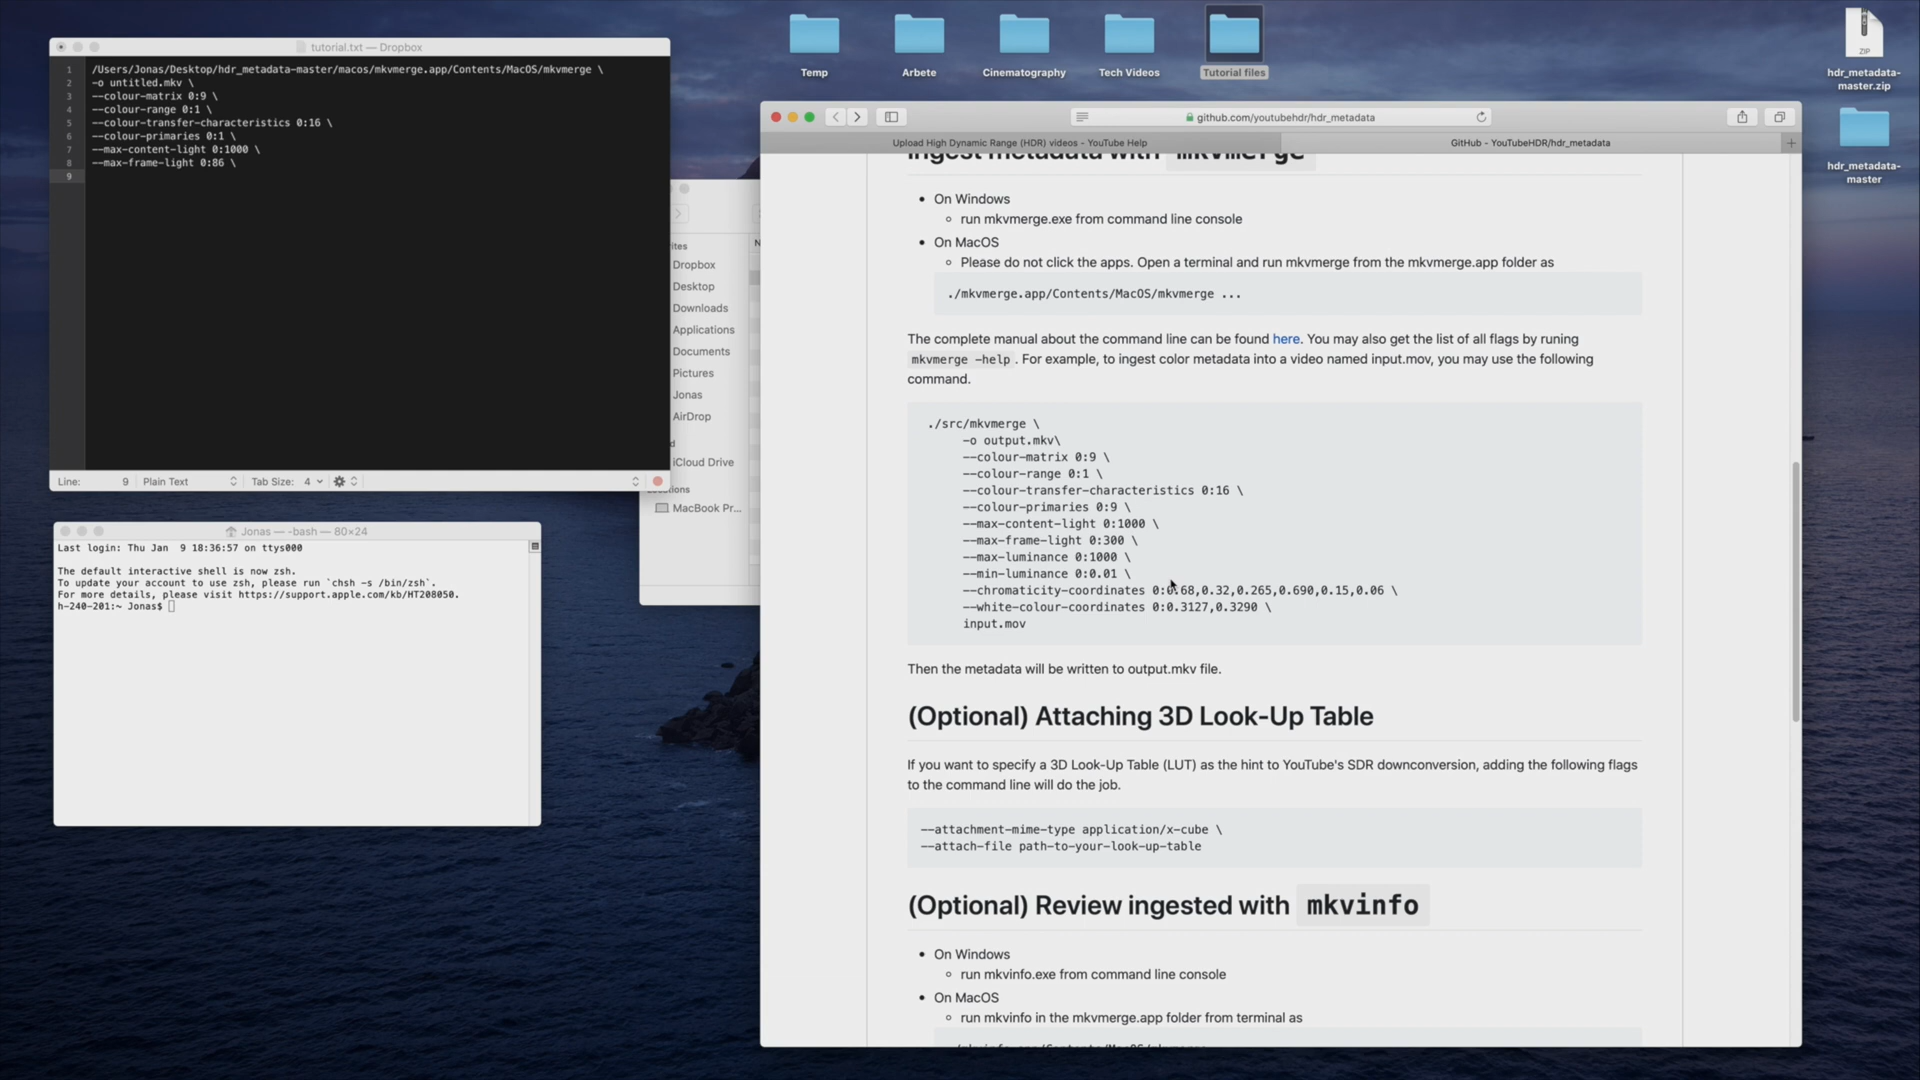 Temp
Arbete
Cinematography
Tech Videos
Tutorial files
ZIP
hdr_metadata-
master.zip
hdr_metadata-
master
tutorial.txt — Dropbox
1 /Users/Jonas/Desktop/hdr_metadata-master/macos/mkvmerge.app/Contents/MacOS/mkvmerge \
2 -o untitled.mkv \
3 --colour-matrix 0:9 \
4 --colour-range 0:1 \
5 --colour-transfer-characteristics 0:16 \
6 --colour-primaries 0:1 \
7 --max-content-light 0:1000 \
8 --max-frame-light 0:86 \
9
Line: 9 Plain Text Tab Size: 4
Jonas — -bash — 80×24
Last login: Thu Jan  9 18:36:57 on ttys000
The default interactive shell is now zsh.
To update your account to use zsh, please run `chsh -s /bin/zsh`.
For more details, please visit https://support.apple.com/kb/HT208050.
h-240-201:~ Jonas$
ites
N
Dropbox
Desktop
Downloads
Applications
Documents
Pictures
Jonas
AirDrop
d
iCloud Drive
ations
MacBook Pr...
github.com/youtubehdr/hdr_metadata
Upload High Dynamic Range (HDR) videos - YouTube Help
GitHub - YouTubeHDR/hdr_metadata
Ingest metadata with mkvmerge
• On Windows
run mkvmerge.exe from command line console
• On MacOS
Please do not click the apps. Open a terminal and run mkvmerge from the mkvmerge.app folder as
./mkvmerge.app/Contents/MacOS/mkvmerge ...
The complete manual about the command line can be found here. You may also get the list of all flags by runing
mkvmerge -help . For example, to ingest color metadata into a video named input.mov, you may use the following
command.
./src/mkvmerge \
-o output.mkv\
--colour-matrix 0:9 \
--colour-range 0:1 \
--colour-transfer-characteristics 0:16 \
--colour-primaries 0:9 \
--max-content-light 0:1000 \
--max-frame-light 0:300 \
--max-luminance 0:1000 \
--min-luminance 0:0.01 \
--chromaticity-coordinates 0:0.68,0.32,0.265,0.690,0.15,0.06 \
--white-colour-coordinates 0:0.3127,0.3290 \
input.mov
Then the metadata will be written to output.mkv file.
(Optional) Attaching 3D Look-Up Table
If you want to specify a 3D Look-Up Table (LUT) as the hint to YouTube's SDR downconversion, adding the following flags
to the command line will do the job.
--attachment-mime-type application/x-cube \
--attach-file path-to-your-look-up-table
(Optional) Review ingested with mkvinfo
• On Windows
run mkvinfo.exe from command line console
• On MacOS
run mkvinfo in the mkvmerge.app folder from terminal as